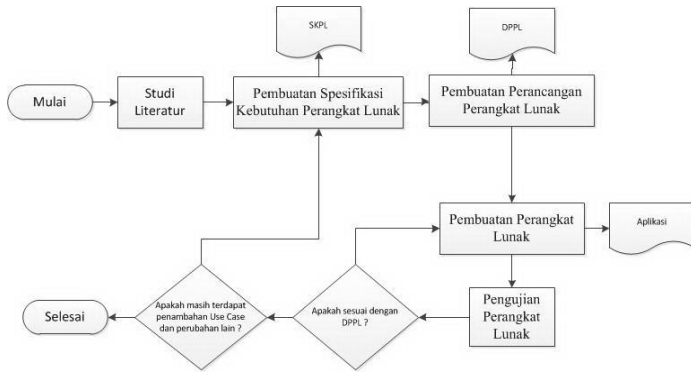 SKPL
DPPL
Mulai
Studi
Literatur
Pembuatan Spesifikasi
Kebutuhan Perangkat Lunak
Pembuatan Perancangan
Perangkat Lunak
Pembuatan Perangkat
Lunak
Aplikasi
Selesai
Apakah masih terdapat
penambahan Use Case
dan perubahan lain ?
Apakah sesuai dengan
DPPL ?
Pengujian
Perangkat
Lunak